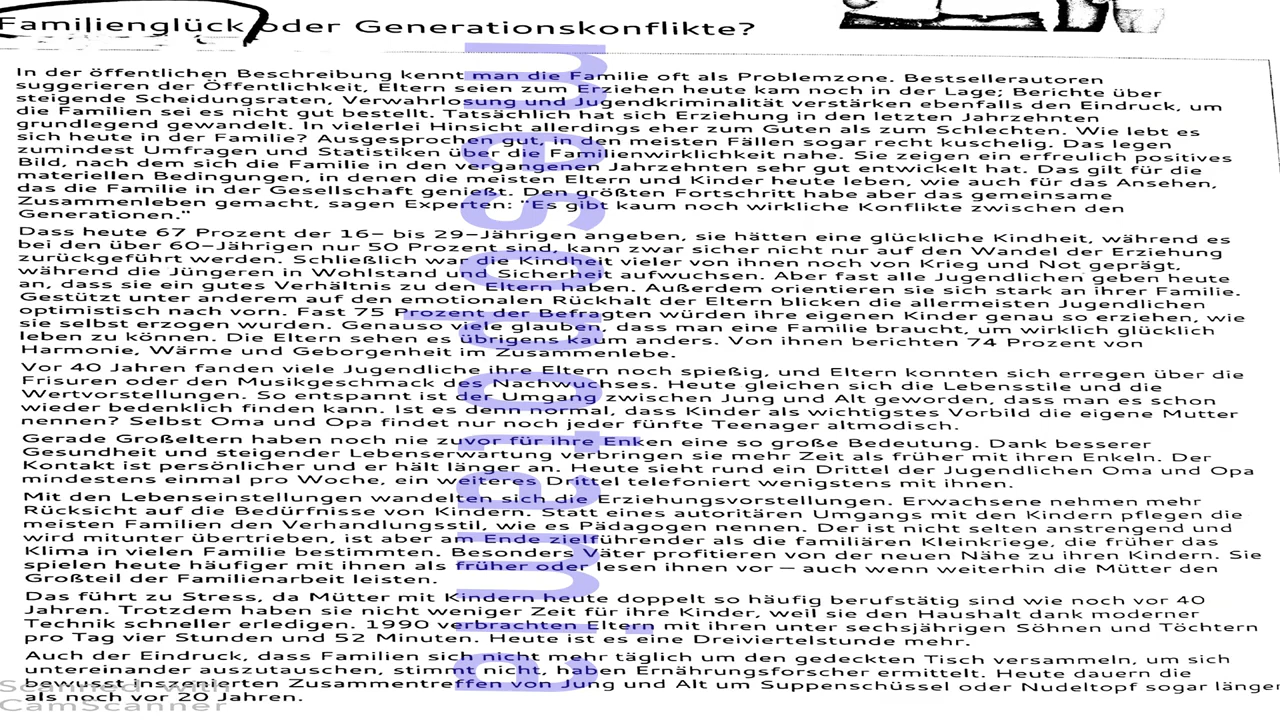 Familienglück oder Generationskonflikte?
In der öffentlichen Beschreibung kennt man die Familie oft als Problemzone. Bestsellerautoren
suggerieren der Öffentlichkeit, Eltern seien zum Erziehen heute kam noch in der Lage; Berichte über
steigende Scheidungsraten, Verwahrlosung und Jugendkriminalität verstärken ebenfalls den Eindruck, um
die Familien sei es nicht gut bestellt. Tatsächlich hat sich Erziehung in den letzten Jahrzehnten
grundlegend gewandelt. In vielerlei Hinsicht allerdings eher zum Guten als zum Schlechten. Wie lebt es
sich heute in der Familie? Ausgesprochen gut, in den meisten Fällen sogar recht kuschelig. Das legen
zumindest Umfragen und Statistiken über die Familienwirklichkeit nahe. Sie zeigen ein erfreulich positives
Bild, nach dem sich die Familie in den vergangenen Jahrzehnten sehr gut entwickelt hat. Das gilt für die
materiellen Bedingungen, in denen die meisten Eltern und Kinder heute leben, wie auch für das Ansehen,
das die Familie in der Gesellschaft genießt. Den größten Fortschritt habe aber das gemeinsame
Zusammenleben gemacht, sagen Experten: "Es gibt kaum noch wirkliche Konflikte zwischen den
Generationen."
Dass heute 67 Prozent der 16- bis 29-Jährigen angeben, sie hätten eine glückliche Kindheit, während es
bei den über 60-Jährigen nur 50 Prozent sind, kann zwar sicher nicht nur auf den Wandel der Erziehung
zurückgeführt werden. Schließlich war die Kindheit vieler von ihnen noch von Krieg und Not geprägt,
während die Jüngeren in Wohlstand und Sicherheit aufwuchsen. Aber fast alle Jugendlichen geben heute
an, dass sie ein gutes Verhältnis zu den Eltern haben. Außerdem orientieren sie sich stark an ihrer Familie.
Gestützt unter anderem auf den emotionalen Rückhalt der Eltern blicken die allermeisten Jugendlichen
optimistisch nach vorn. Fast 75 Prozent der Befragten würden ihre eigenen Kinder genau so erziehen, wie
sie selbst erzogen wurden. Genauso viele glauben, dass man eine Familie braucht, um wirklich glücklich
leben zu können. Die Eltern sehen es übrigens kaum anders. Von ihnen berichten 74 Prozent von
Harmonie, Wärme und Geborgenheit im Zusammenlebe.
Vor 40 Jahren fanden viele Jugendliche ihre Eltern noch spießig, und Eltern konnten sich erregen über die
Frisuren oder den Musikgeschmack des Nachwuchses. Heute gleichen sich die Lebensstile und die
Wertvorstellungen. So entspannt ist der Umgang zwischen Jung und Alt geworden, dass man es schon
wieder bedenklich finden kann. Ist es denn normal, dass Kinder als wichtigstes Vorbild die eigene Mutter
nennen? Selbst Oma und Opa findet nur noch jeder fünfte Teenager altmodisch.
Gerade Großeltern haben noch nie zuvor für ihre Enken eine so große Bedeutung. Dank besserer
Gesundheit und steigender Lebenserwartung verbringen sie mehr Zeit als früher mit ihren Enkeln. Der
Kontakt ist persönlicher und er hält länger an. Heute sieht rund ein Drittel der Jugendlichen Oma und Opa
mindestens einmal pro Woche, ein weiteres Drittel telefoniert wenigstens mit ihnen.
Mit den Lebenseinstellungen wandelten sich die Erziehungsvorstellungen. Erwachsene nehmen mehr
Rücksicht auf die Bedürfnisse von Kindern. Statt eines autoritären Umgangs mit den Kindern pflegen die
meisten Familien den Verhandlungsstil, wie es Pädagogen nennen. Der ist nicht selten anstrengend und
wird mitunter übertrieben, ist aber am Ende zielführender als die familiären Kleinkriege, die früher das
Klima in vielen Familie bestimmten. Besonders Väter profitieren von der neuen Nähe zu ihren Kindern. Sie
spielen heute häufiger mit ihnen als früher oder lesen ihnen vor – auch wenn weiterhin die Mütter den
Großteil der Familienarbeit leisten.
Das führt zu Stress, da Mütter mit Kindern heute doppelt so häufig berufstätig sind wie noch vor 40
Jahren. Trotzdem haben sie nicht weniger Zeit für ihre Kinder, weil sie den Haushalt dank moderner
Technik schneller erledigen. 1990 verbrachten Eltern mit ihren unter sechsjährigen Söhnen und Töchtern
pro Tag vier Stunden und 52 Minuten. Heute ist es eine Dreiviertelstunde mehr.
Auch der Eindruck, dass Familien sich nicht mehr täglich um den gedeckten Tisch versammeln, um sich
untereinander auszutauschen, stimmt nicht, haben Ernährungsforscher ermittelt. Heute dauern die
bewusst inszenierten Zusammentreffen von Jung und Alt um Suppenschüssel oder Nudeltopf sogar länger
als noch vor 20 Jahren.
Scanned with
CamScanner